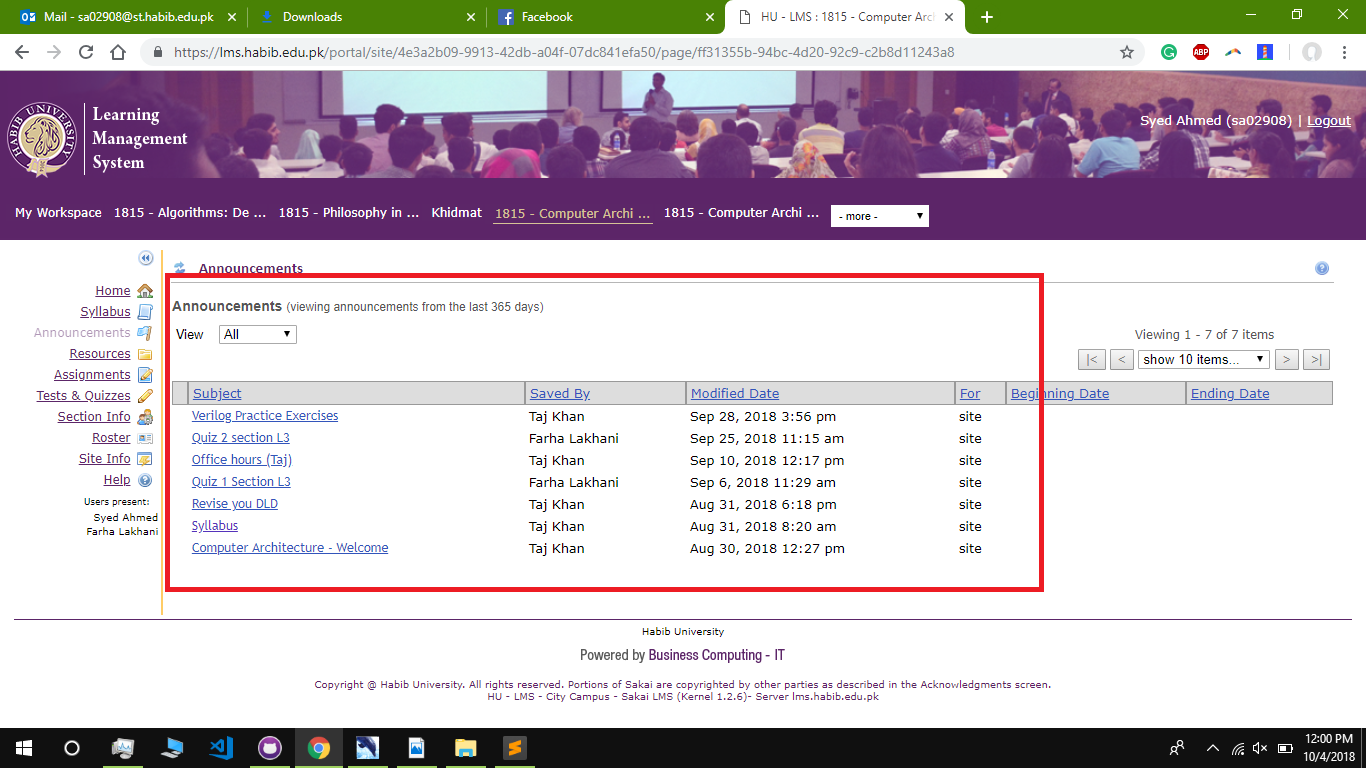 Mail - sa02908@st.habib.edu.pk
Downloads
Facebook
HU - LMS : 1815 - Computer Arc
https://lms.habib.edu.pk/portal/site/4e3a2b09-9913-42db-a04f-07dc841efa50/page/ff31355b-94bc-4d20-92c9-c2b8d11243a8
ABP
HABIB UNIVERSITY
Learning
Management
System
Syed Ahmed (sa02908) | Logout
My Workspace 1815 - Algorithms: De ... 1815 - Philosophy in ... Khidmat 1815 - Computer Archi ... 1815 - Computer Archi ... - more -
Announcements
Home
Syllabus
Announcements
Resources
Assignments
Tests & Quizzes
Section Info
Roster
Site Info
Help
Users present:
Syed Ahmed
Farha Lakhani
Announcements (viewing announcements from the last 365 days)
View All
Viewing 1 - 7 of 7 items
|< < show 10 items... > >|
Subject Saved By Modified Date For Beginning Date Ending Date
Verilog Practice Exercises Taj Khan Sep 28, 2018 3:56 pm site
Quiz 2 section L3 Farha Lakhani Sep 25, 2018 11:15 am site
Office hours (Taj) Taj Khan Sep 10, 2018 12:17 pm site
Quiz 1 Section L3 Farha Lakhani Sep 6, 2018 11:29 am site
Revise you DLD Taj Khan Aug 31, 2018 6:18 pm site
Syllabus Taj Khan Aug 31, 2018 8:20 am site
Computer Architecture - Welcome Taj Khan Aug 30, 2018 12:27 pm site
Habib University
Powered by Business Computing - IT
Copyright @ Habib University. All rights reserved. Portions of Sakai are copyrighted by other parties as described in the Acknowledgments screen.
HU - LMS - City Campus - Sakai LMS (Kernel 1.2.6)- Server lms.habib.edu.pk
12:00 PM
10/4/2018